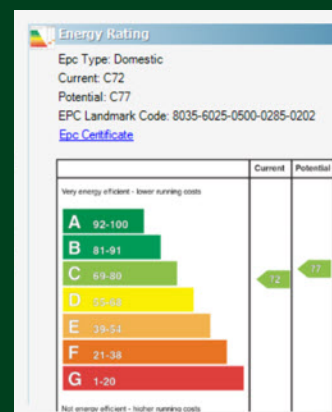 Energy Rating
Epc Type: Domestic
Current: C72
Potential: C77
EPC Landmark Code: 8035-6025-0500-0285-0202
Epc Certificate
Current Potential
Very energy efficient - lower running costs
A 92-100
B 81-91
C 69-80
77
72
D 55-68
E 39-54
F 21-38
G 1-20
Not energy efficient - higher running costs